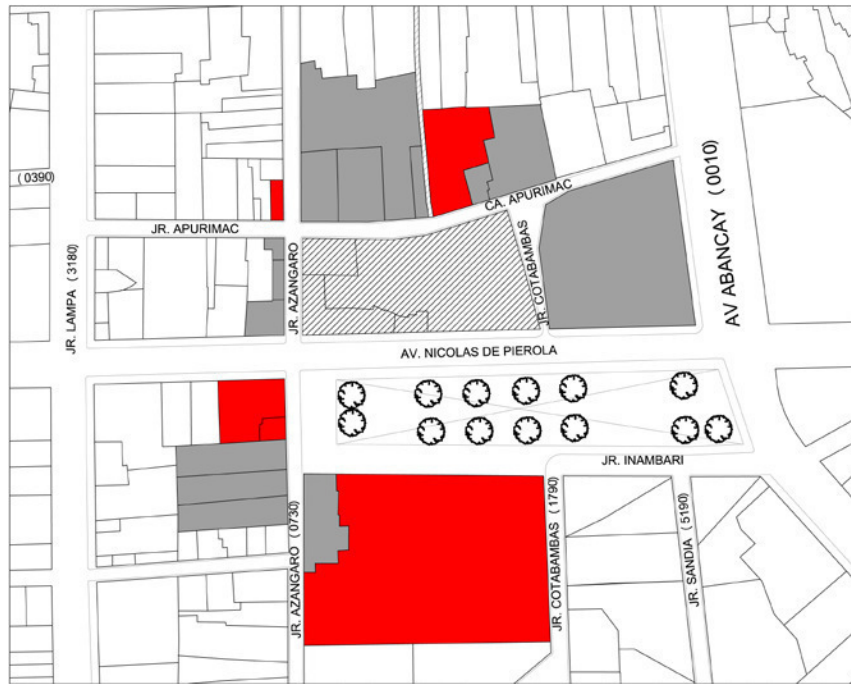 ( 0390)
JR. APURIMAC
CA. APURIMAC
JR. LAMPA ( 3180)
JR. AZANGARO
JR. COTABAMBAS
AV ABANCAY ( 0010)
AV. NICOLAS DE PIEROLA
JR. INAMBARI
JR. AZANGARO ( 0730)
JR. COTABAMBAS ( 1790)
JR. SANDIA ( 5190)